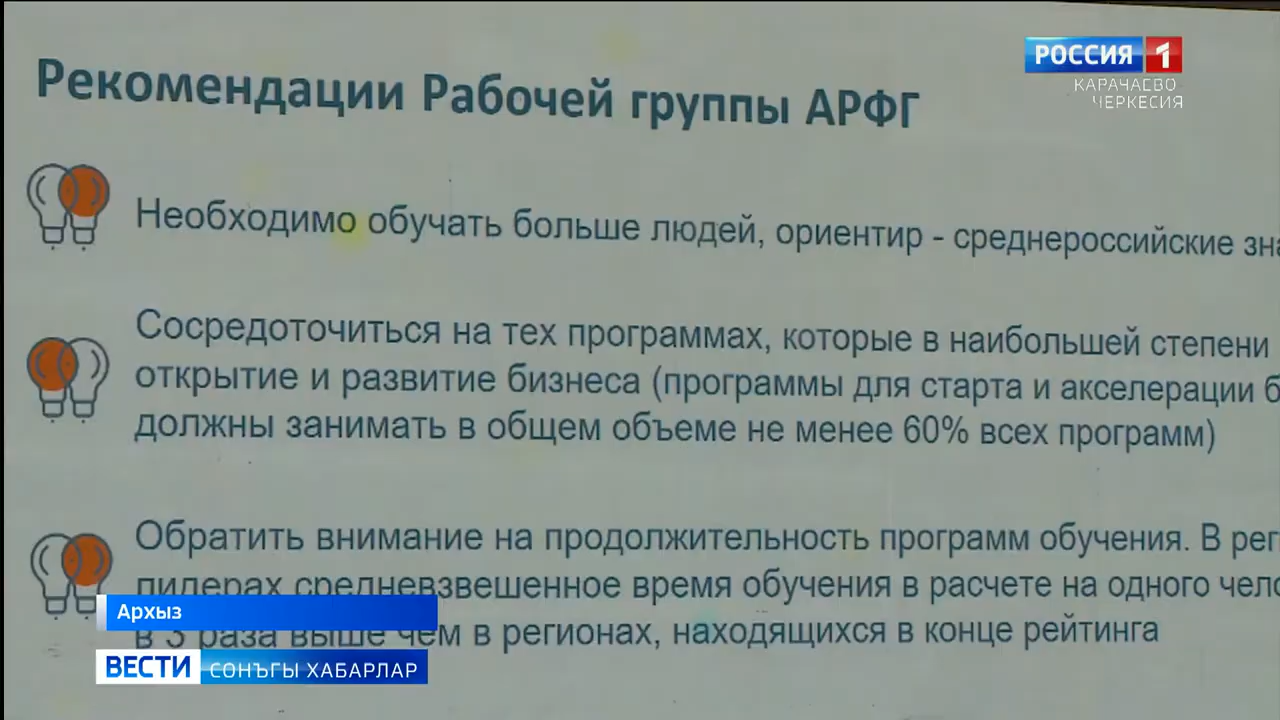 Рекомендации Рабочей группы АРФГ
РОССИЯ 1
КАРАЧАЕВО
ЧЕРКЕСИЯ
Необходимо обучать больше людей, ориентир - среднероссийские
Сосредоточиться на тех программах, которые в наибольшей степени
открытие и развитие бизнеса (программы для старта и акселерации
должны занимать в общем объеме не менее 60% всех программ)
Обратить внимание на продолжительность программ обучения. В
лидерах средневзвешенное время обучения в расчете на одного
в 3 раза выше чем в регионах, находящихся в конце рейтинга
Архыз
ВЕСТИ СОНЪГЫ ХАБАРЛАР